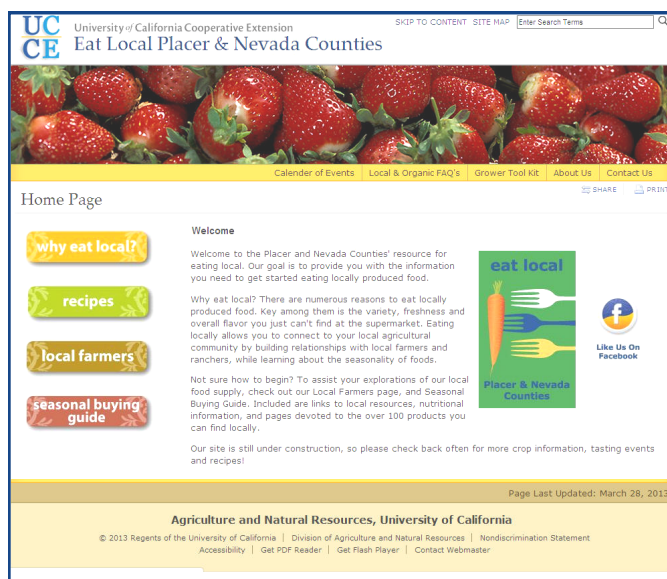 UC
CE
University of California Cooperative Extension
Eat Local Placer & Nevada Counties
SKIP TO CONTENT SITE MAP Enter Search Terms
Calender of Events Local & Organic FAQ's Grower Tool Kit About Us Contact Us
SHARE PRINT
Home Page
why eat local?
recipes
local farmers
seasonal buying
guide
Welcome
Welcome to the Placer and Nevada Counties' resource for
eating local. Our goal is to provide you with the information
you need to get started eating locally produced food.
Why eat local? There are numerous reasons to eat locally
produced food. Key among them is the variety, freshness and
overall flavor you just can't find at the supermarket. Eating
locally allows you to connect to your local agricultural
community by building relationships with local farmers and
ranchers, while learning about the seasonality of foods.
Not sure how to begin? To assist your explorations of our local
food supply, check out our Local Farmers page, and Seasonal
Buying Guide. Included are links to local resources, nutritional
information, and pages devoted to the over 100 products you
can find locally.
Our site is still under construction, so please check back often for more crop information, tasting events
and recipes!
eat local
Placer & Nevada
Counties
f
Like Us On
Facebook
Page Last Updated: March 28, 2013
Agriculture and Natural Resources, University of California
© 2013 Regents of the University of California | Division of Agriculture and Natural Resources | Nondiscrimination Statement
Accessibility | Get PDF Reader | Get Flash Player | Contact Webmaster